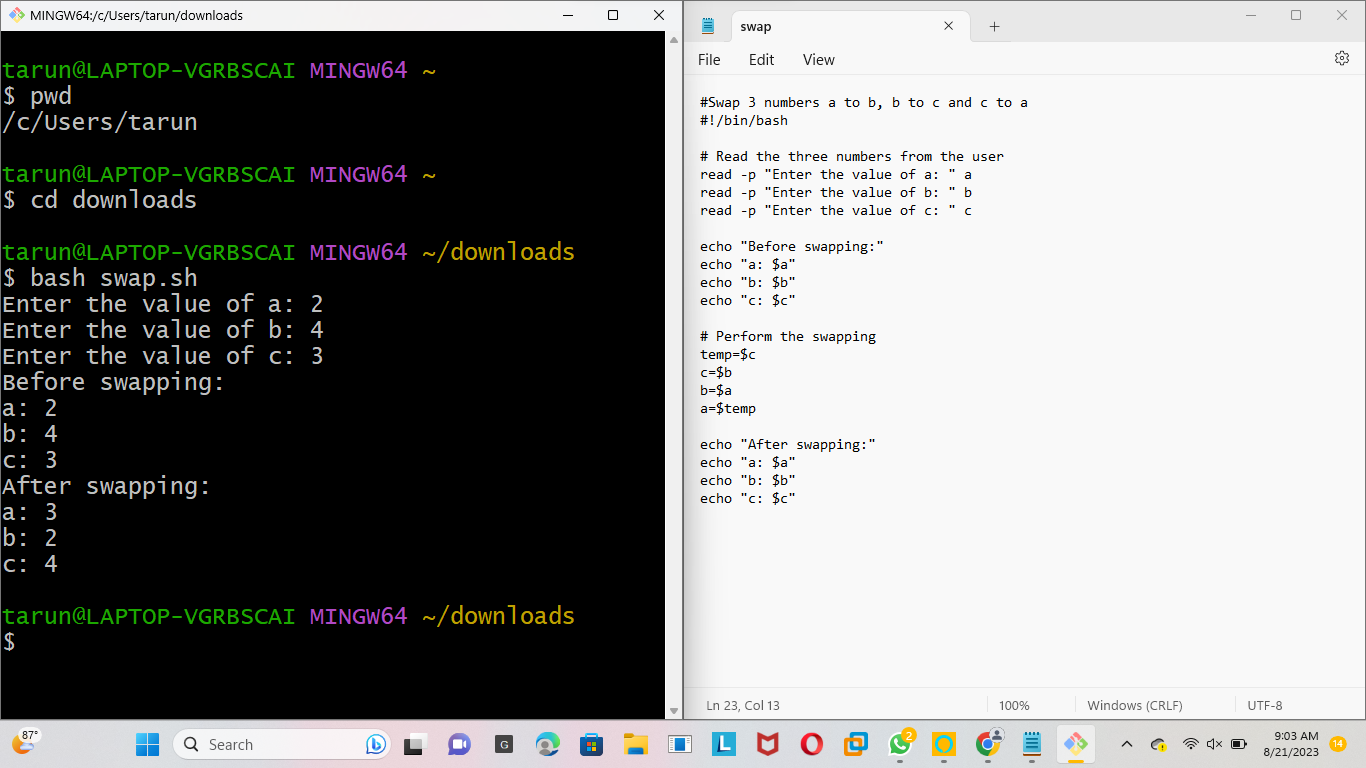 MINGW64:/c/Users/tarun/downloads
tarun@LAPTOP-VGRBSCAI MINGW64 ~
$ pwd
/c/Users/tarun
tarun@LAPTOP-VGRBSCAI MINGW64 ~
$ cd downloads
tarun@LAPTOP-VGRBSCAI MINGW64 ~/downloads
$ bash swap.sh
Enter the value of a: 2
Enter the value of b: 4
Enter the value of c: 3
Before swapping:
a: 2
b: 4
c: 3
After swapping:
a: 3
b: 2
c: 4
tarun@LAPTOP-VGRBSCAI MINGW64 ~/downloads
$
swap
File Edit View
#Swap 3 numbers a to b, b to c and c to a
#!/bin/bash
# Read the three numbers from the user
read -p "Enter the value of a: " a
read -p "Enter the value of b: " b
read -p "Enter the value of c: " c
echo "Before swapping:"
echo "a: $a"
echo "b: $b"
echo "c: $c"
# Perform the swapping
temp=$c
c=$b
b=$a
a=$temp
echo "After swapping:"
echo "a: $a"
echo "b: $b"
echo "c: $c"
Ln 23, Col 13 100% Windows (CRLF) UTF-8
87° Search G L 2 9:03 AM 14
8/21/2023